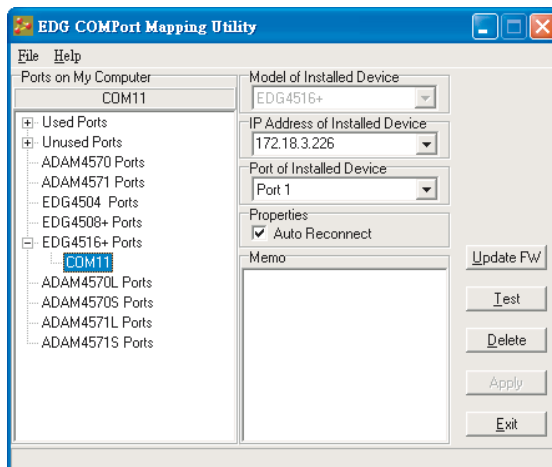 EDG COMPort Mapping Utility
File Help
Ports on My Computer
COM11
Used Ports
Unused Ports
ADAM4570 Ports
ADAM4571 Ports
EDG4504 Ports
EDG4508+ Ports
EDG4516+ Ports
COM11
ADAM4570L Ports
ADAM4570S Ports
ADAM4571L Ports
ADAM4571S Ports
Model of Installed Device
EDG4516+
IP Address of Installed Device
172.18.3.226
Port of Installed Device
Port 1
Properties
Auto Reconnect
Memo
Update FW
Test
Delete
Apply
Exit